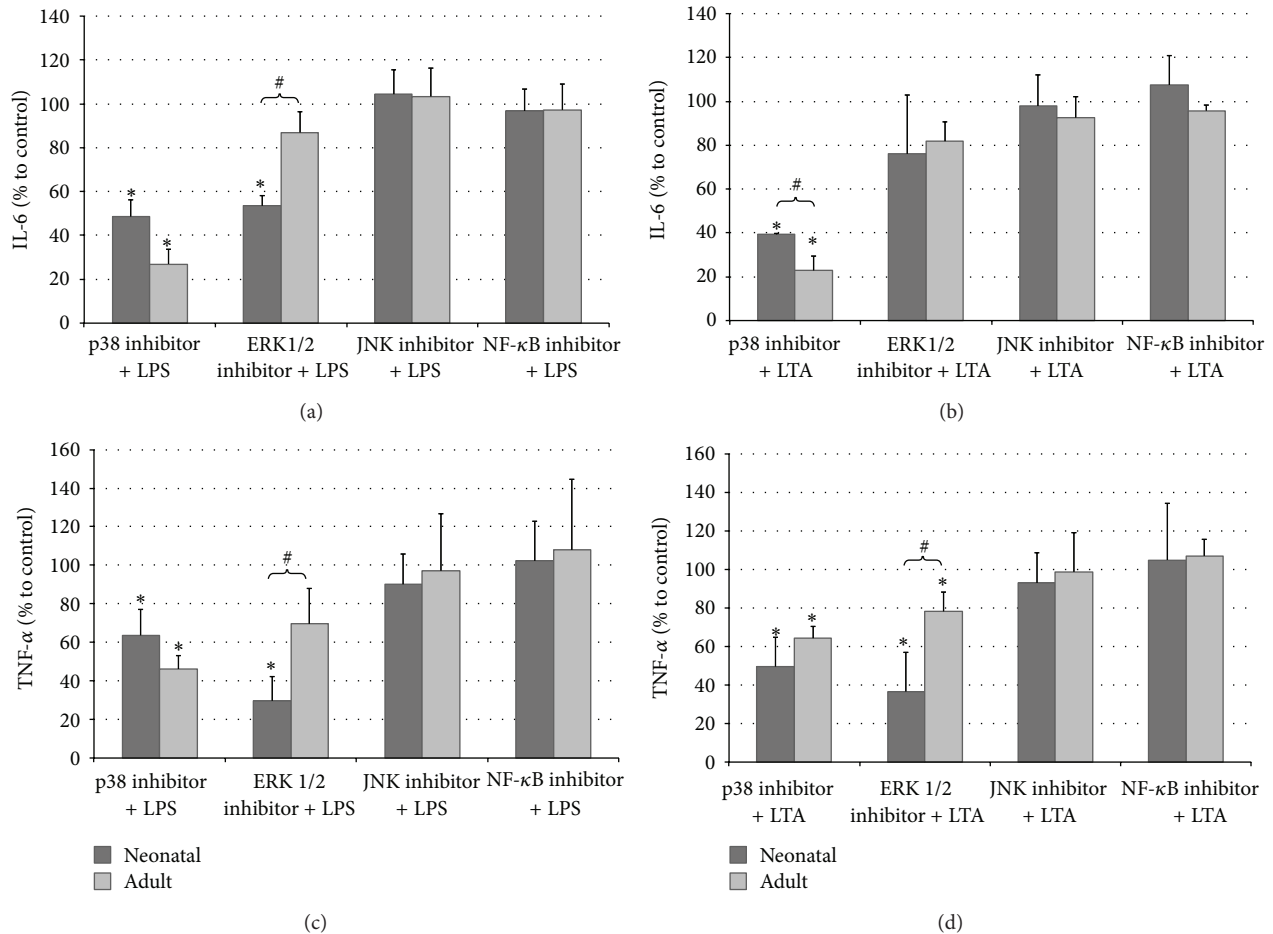 140
120
100
80
60
40
20
0
IL-6 (% to control)
*
*
*
#
p38 inhibitor
+ LPS
ERK1/2
inhibitor + LPS
JNK inhibitor
+ LPS
NF-κB inhibitor
+ LPS
(a)
140
120
100
80
60
40
20
0
IL-6 (% to control)
#
*
*
p38 inhibitor
+ LTA
ERK1/2
inhibitor + LTA
JNK inhibitor
+ LTA
NF-κB inhibitor
+ LTA
(b)
160
140
120
100
80
60
40
20
0
TNF-α (% to control)
*
*
*
#
p38 inhibitor
+ LPS
ERK 1/2
inhibitor + LPS
JNK inhibitor
+ LPS
NF-κB inhibitor
+ LPS
Neonatal
Adult
(c)
160
140
120
100
80
60
40
20
0
TNF-α (% to control)
*
*
*
#
*
p38 inhibitor
+ LTA
ERK 1/2
inhibitor + LTA
JNK inhibitor
+ LTA
NF-κB inhibitor
+ LTA
Neonatal
Adult
(d)